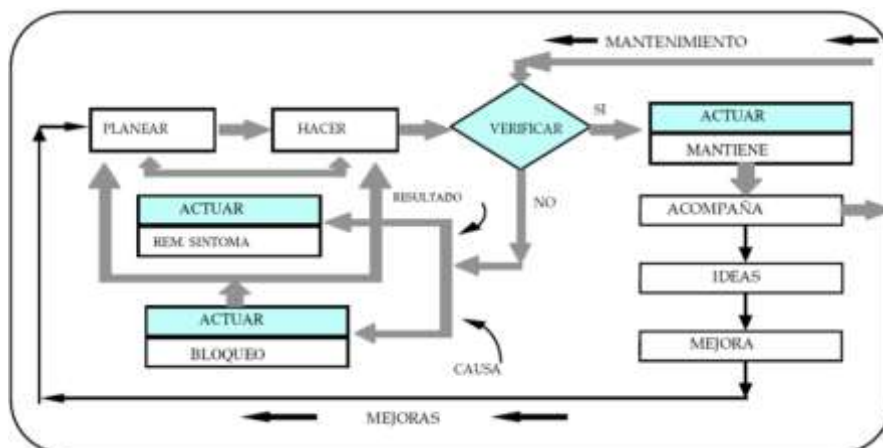 MANTENIMIENTO
PLANEAR
HACER
VERIFICAR
SI
ACTUAR
MANTIENE
RESULTADO
NO
ACTUAR
REM. SINTOMA
ACOMPAÑA
IDEAS
ACTUAR
BLOQUEO
CAUSA
MEJORA
MEJORAS